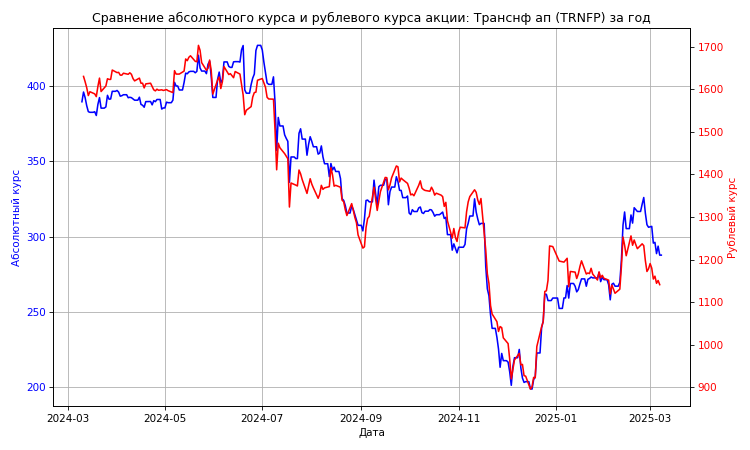 Сравнение абсолютного курса и рублевого курса акции: Транснф ап (TRNFP) за год
1700
400
1600
1500
350
1400
Абсолютный курс
Рублевый курс
300
1300
1200
250
1100
1000
200
900
2024-03 2024-05 2024-07 2024-09 2024-11 2025-01 2025-03
Дата